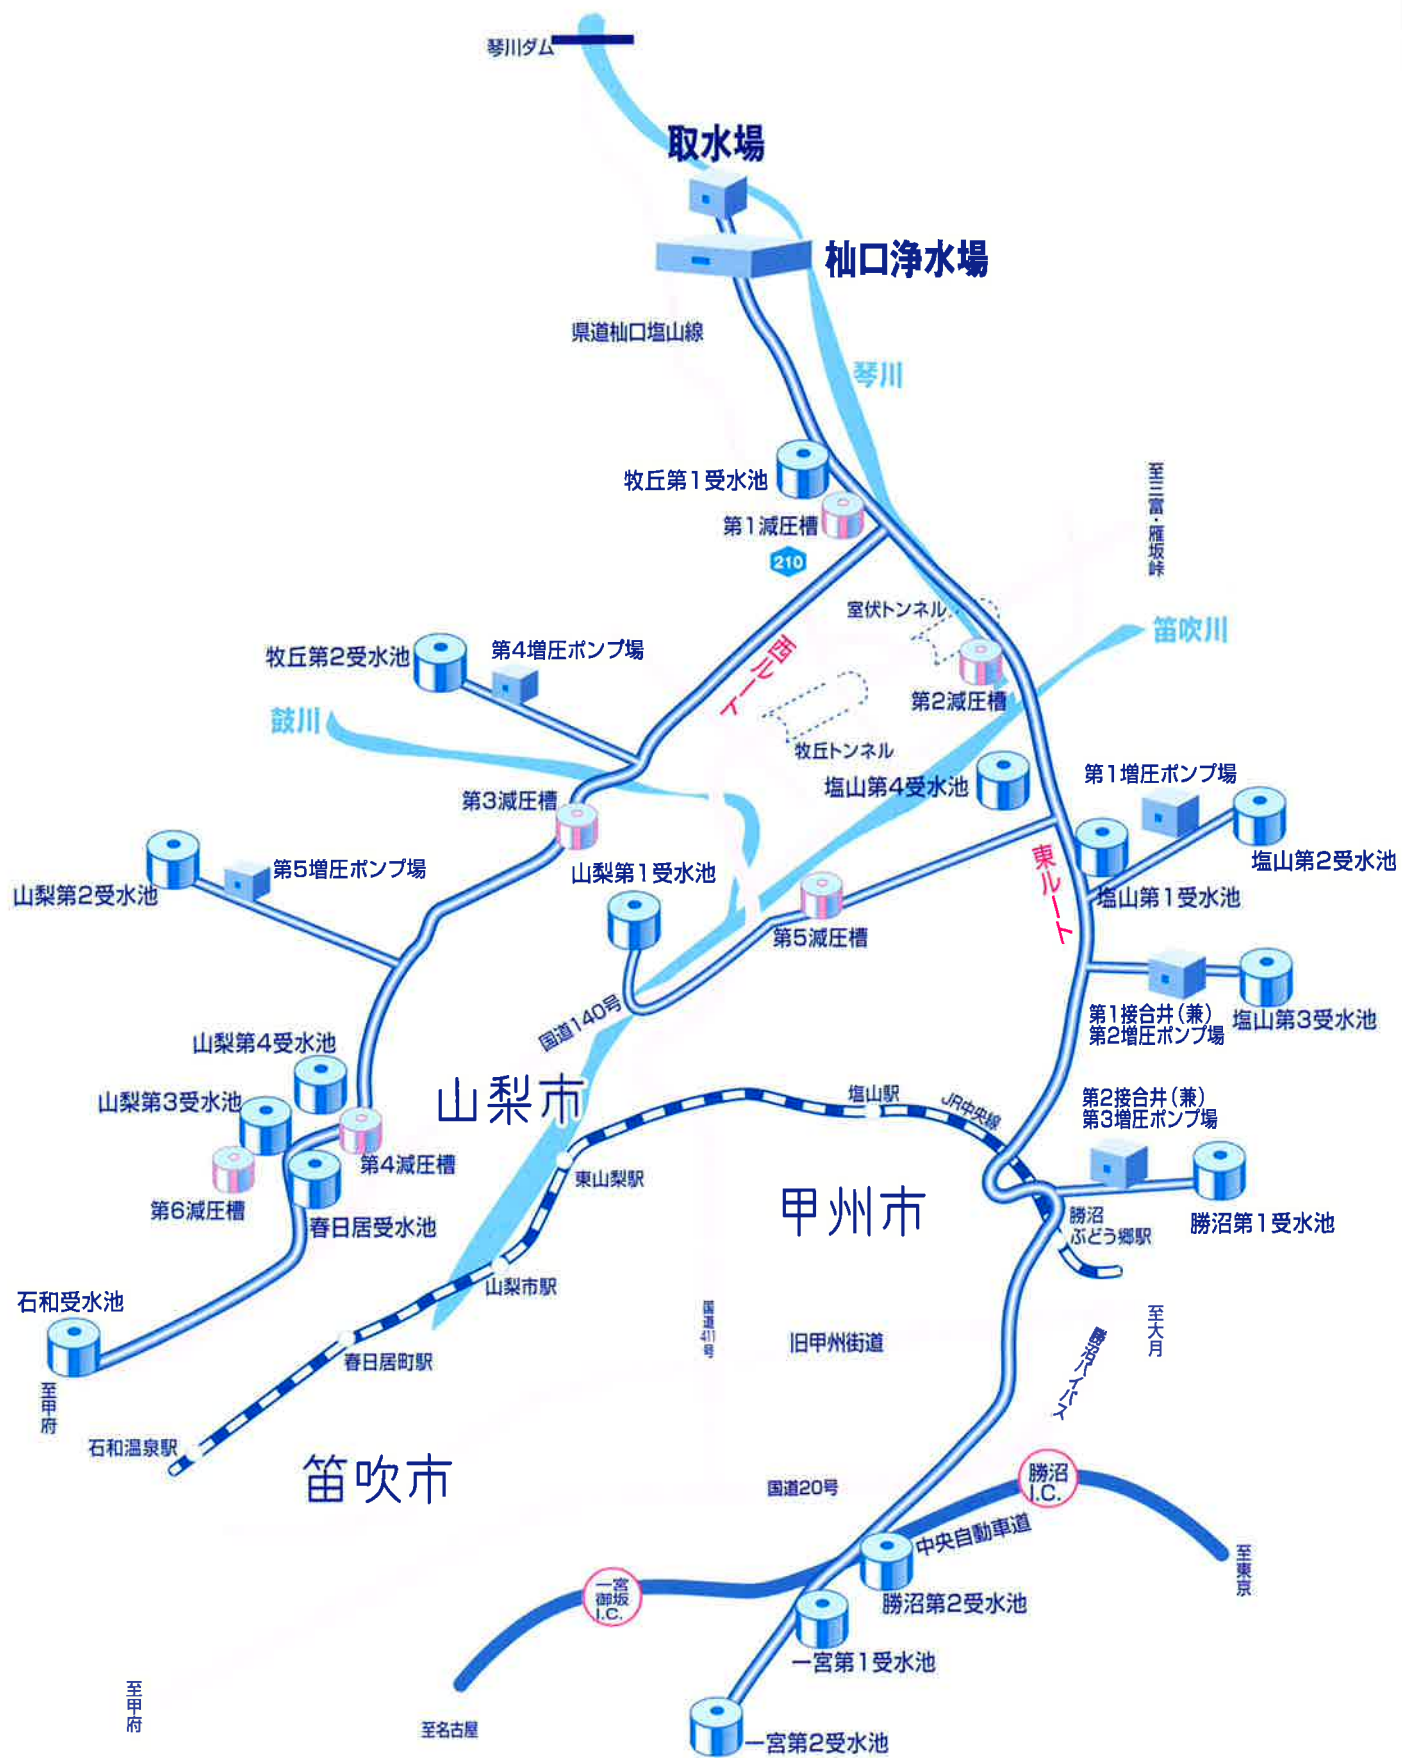 琴川ダム
取水場
杣口浄水場
県道杣口塩山線
琴川
牧丘第1受水池
第1減圧槽
210
至三富・雁坂峠
室伏トンネル
笛吹川
西ルート
牧丘第2受水池
第4増圧ポンプ場
第2減圧槽
鼓川
牧丘トンネル
塩山第4受水池
第1増圧ポンプ場
第3減圧槽
塩山第2受水池
東ルート
山梨第1受水池
第5増圧ポンプ場
山梨第2受水池
塩山第1受水池
第5減圧槽
国道140号
第1接合井（兼）
第2増圧ポンプ場
塩山第3受水池
山梨第4受水池
山梨市
塩山駅
JR中央線
第2接合井（兼）
第3増圧ポンプ場
山梨第3受水池
第4減圧槽
東山梨駅
甲州市
第6減圧槽
春日居受水池
勝沼
ぶどう郷駅
勝沼第1受水池
山梨市駅
石和受水池
国道411号
旧甲州街道
至大月
勝沼バイパス
春日居町駅
至甲府
石和温泉駅
笛吹市
国道20号
勝沼
I.C.
中央自動車道
至東京
一宮
御坂
I.C.
勝沼第2受水池
一宮第1受水池
至甲府
至名古屋
一宮第2受水池